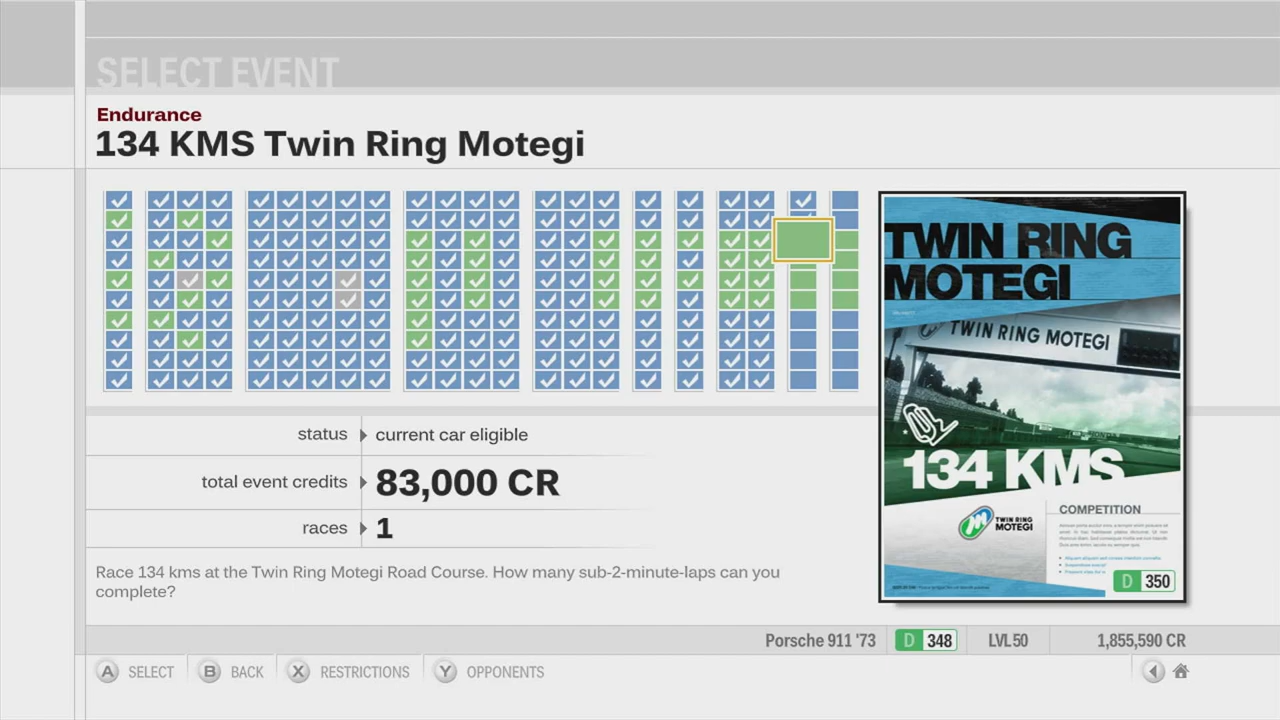 SELECT EVENT
Endurance
134 KMS Twin Ring Motegi
TWIN RING
MOTEGI
TWIN RING MOTEGI
134 KMS
COMPETITION
TWIN RING
MOTEGI
D 350
status current car eligible
total event credits 83,000 CR
races 1
Race 134 kms at the Twin Ring Motegi Road Course. How many sub-2-minute-laps can you
complete?
Porsche 911 '73 D 348 LVL50 1,855,590 CR
A SELECT B BACK X RESTRICTIONS Y OPPONENTS